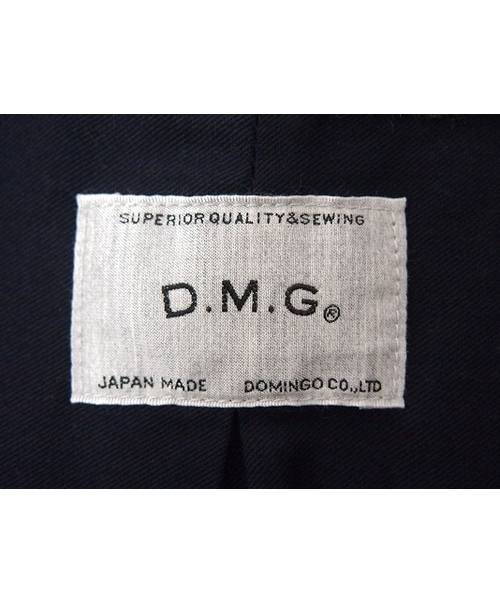 SUPERIOR QUALITY&SEWING
D.M.G®
JAPAN MADE DOMINGO CO.,LTD